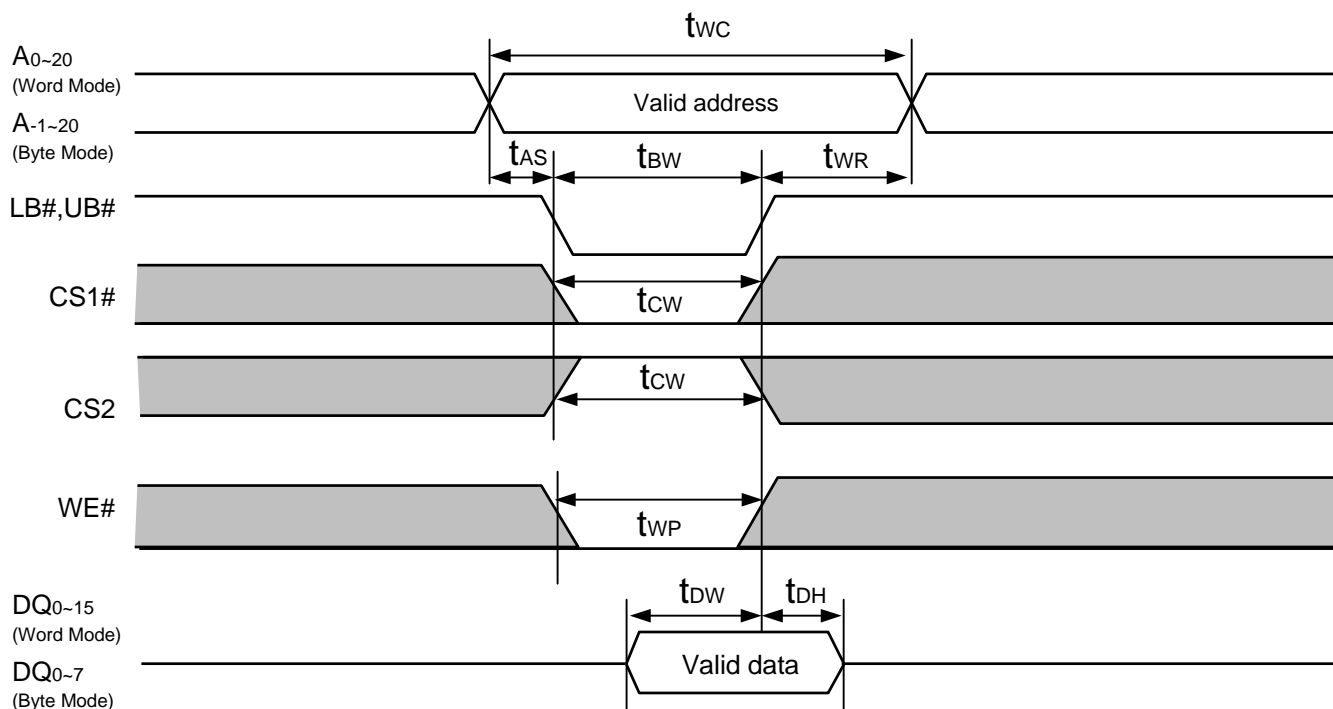 tWC
A0~20
(Word Mode)
Valid address
A-1~20
(Byte Mode)
tAS
tBW
tWR
LB#,UB#
CS1#
tCW
CS2
tCW
WE#
tWP
DQ0~15
(Word Mode)
tDW
tDH
DQ0~7
(Byte Mode)
Valid data